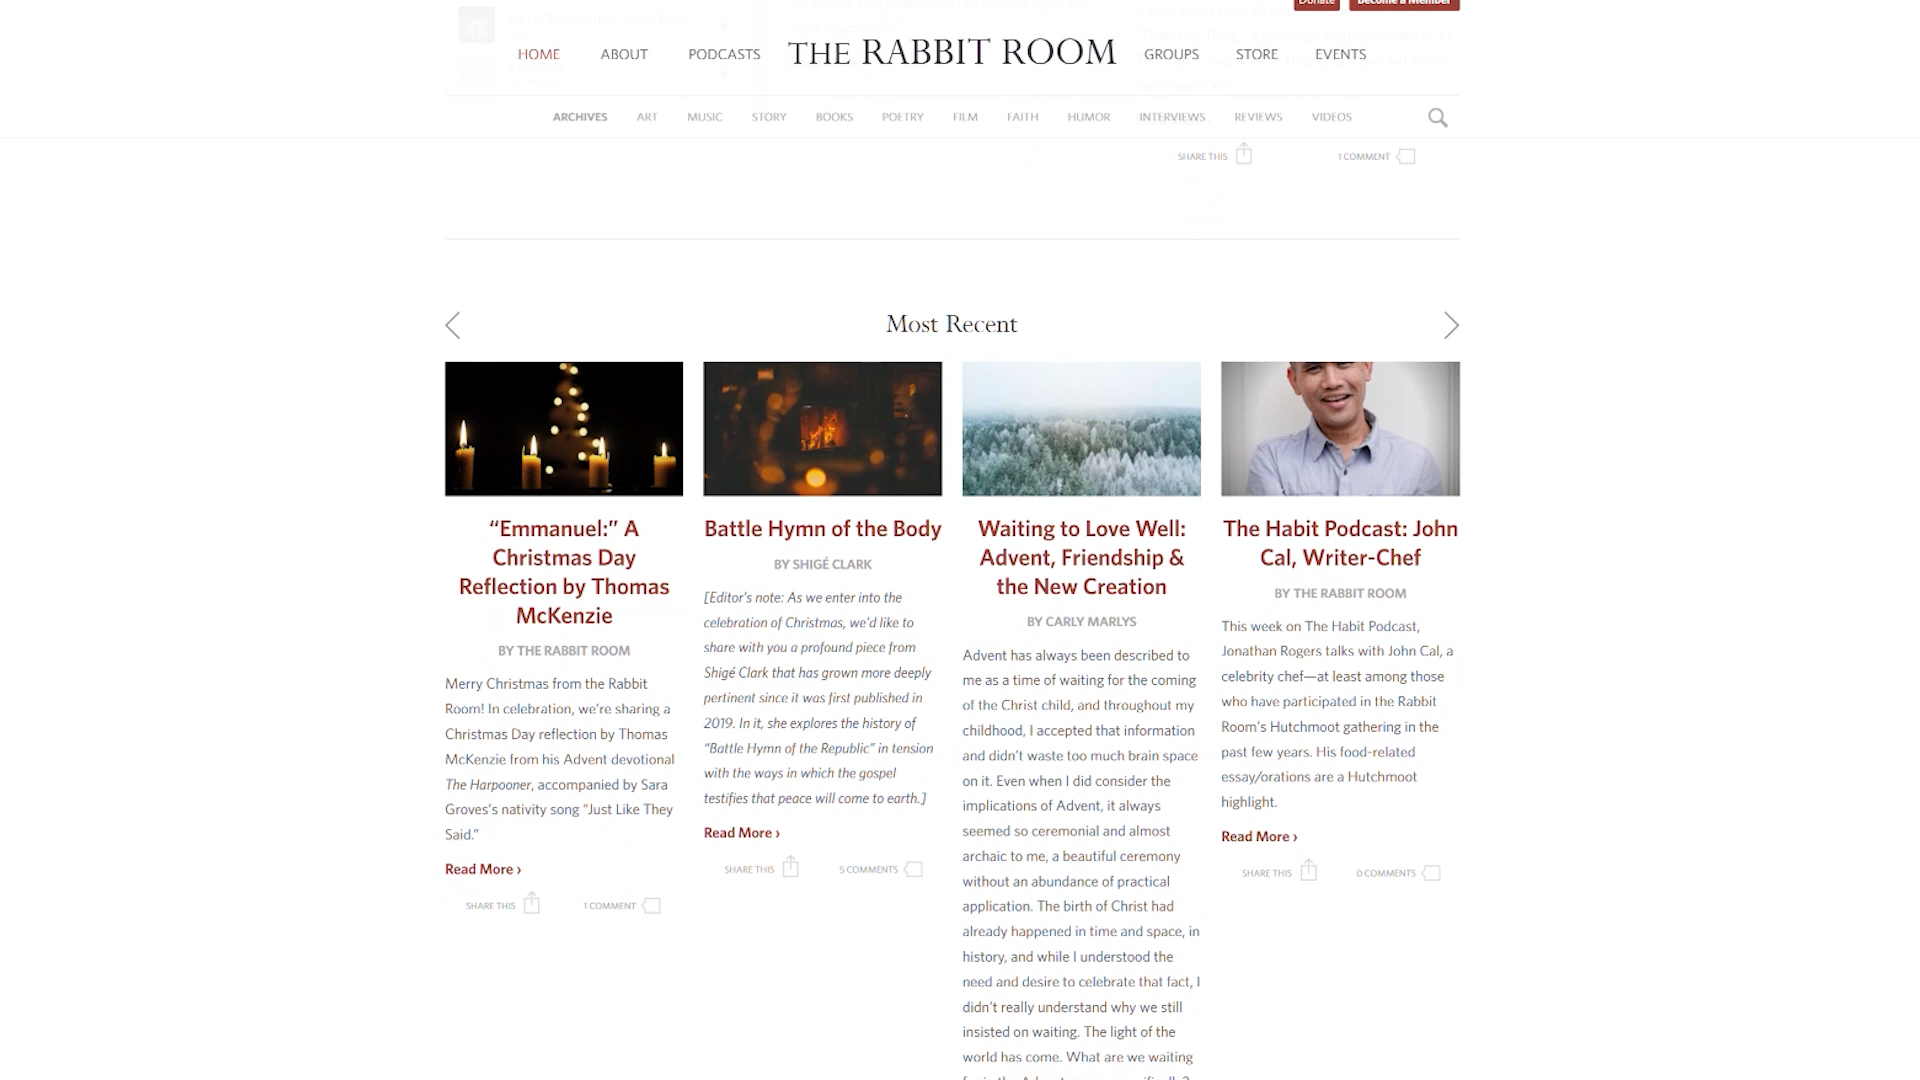 Donate
Become a Member
HOME ABOUT PODCASTS THE RABBIT ROOM GROUPS STORE EVENTS
ARCHIVES ART MUSIC STORY BOOKS POETRY FILM FAITH HUMOR INTERVIEWS REVIEWS VIDEOS
SHARE THIS 1 COMMENT
Most Recent
“Emmanuel:” A
Christmas Day
Reflection by Thomas
McKenzie
BY THE RABBIT ROOM
Merry Christmas from the Rabbit
Room! In celebration, we’re sharing a
Christmas Day reflection by Thomas
McKenzie from his Advent devotional
The Harpooner, accompanied by Sara
Groves’s nativity song “Just Like They
Said.”
Read More ›
SHARE THIS 1 COMMENT
Battle Hymn of the Body
BY SHIGÉ CLARK
[Editor’s note: As we enter into the
celebration of Christmas, we’d like to
share with you a profound piece from
Shigé Clark that has grown more deeply
pertinent since it was first published in
2019. In it, she explores the history of
“Battle Hymn of the Republic” in tension
with the ways in which the gospel
testifies that peace will come to earth.]
Read More ›
SHARE THIS 5 COMMENTS
Waiting to Love Well:
Advent, Friendship &
the New Creation
BY CARLY MARLYS
Advent has always been described to
me as a time of waiting for the coming
of the Christ child, and throughout my
childhood, I accepted that information
and didn’t waste too much brain space
on it. Even when I did consider the
implications of Advent, it always
seemed so ceremonial and almost
archaic to me, a beautiful ceremony
without an abundance of practical
application. The birth of Christ had
already happened in time and space, in
history, and while I understood the
need and desire to celebrate that fact, I
didn’t really understand why we still
insisted on waiting. The light of the
world has come. What are we waiting
The Habit Podcast: John
Cal, Writer-Chef
BY THE RABBIT ROOM
This week on The Habit Podcast,
Jonathan Rogers talks with John Cal, a
celebrity chef—at least among those
who have participated in the Rabbit
Room’s Hutchmoot gathering in the
past few years. His food-related
essay/orations are a Hutchmoot
highlight.
Read More ›
SHARE THIS 0 COMMENTS